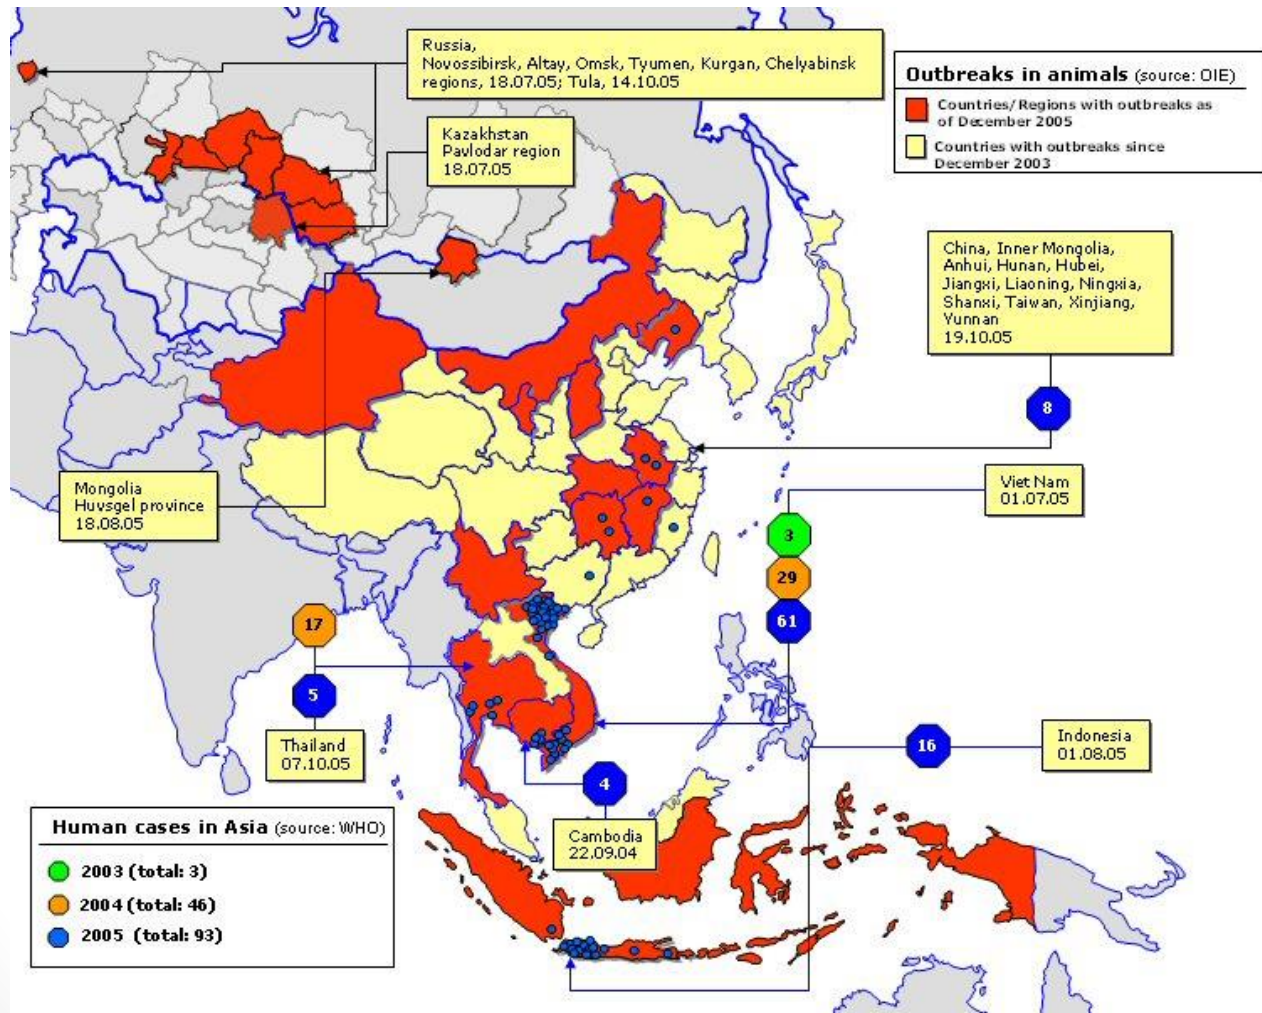 Russia,
Novossibirsk, Altay, Omsk, Tyumen, Kurgan, Chelyabinsk
regions, 18.07.05; Tula, 14.10.05
Outbreaks in animals (source: OIE)
Countries/Regions with outbreaks as
of December 2005
Countries with outbreaks since
December 2003
Kazakhstan
Pavlodar region
18.07.05
China, Inner Mongolia,
Anhui, Hunan, Hubei,
Jiangxi, Liaoning, Ningxia,
Shanxi, Taiwan, Xinjiang,
Yunnan
19.10.05
8
Mongolia
Huvsgel province
18.08.05
Viet Nam
01.07.05
3
29
61
17
5
Thailand
07.10.05
16
Indonesia
01.08.05
4
Cambodia
22.09.04
Human cases in Asia (source: WHO)
2003 (total: 3)
2004 (total: 46)
2005 (total: 93)